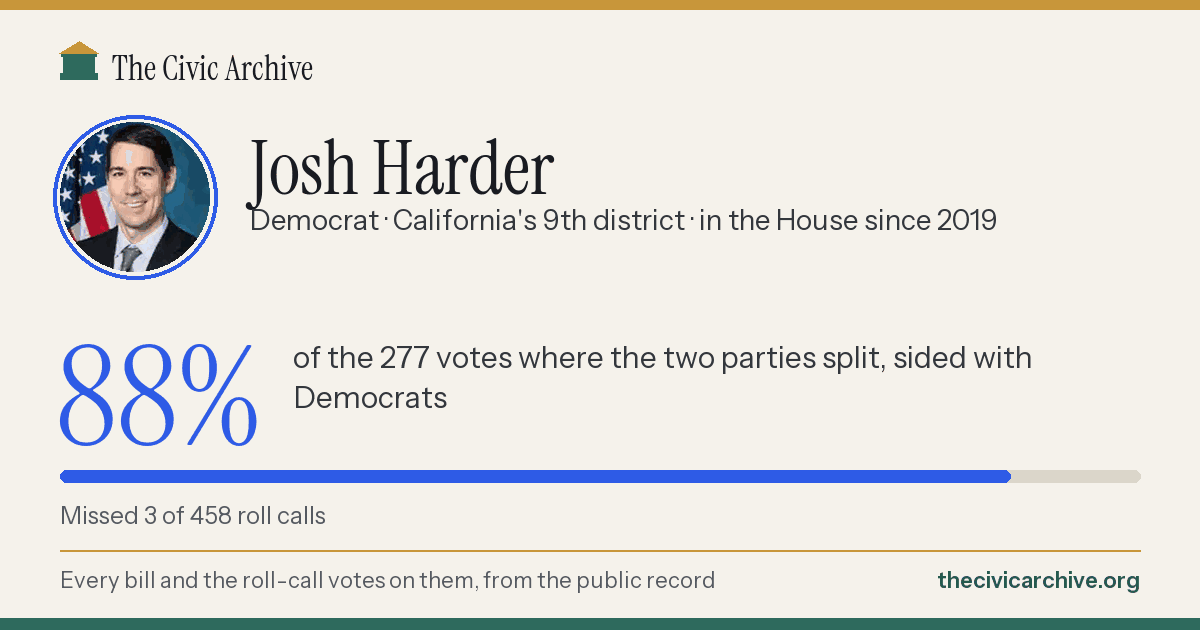 The Civic Archive
Josh Harder
Democrat · California's 9th district · in the House since 2019
88%
of the 277 votes where the two parties split, sided with
Democrats
Missed 3 of 458 roll calls
Every bill and the roll-call votes on them, from the public record
thecivicarchive.org